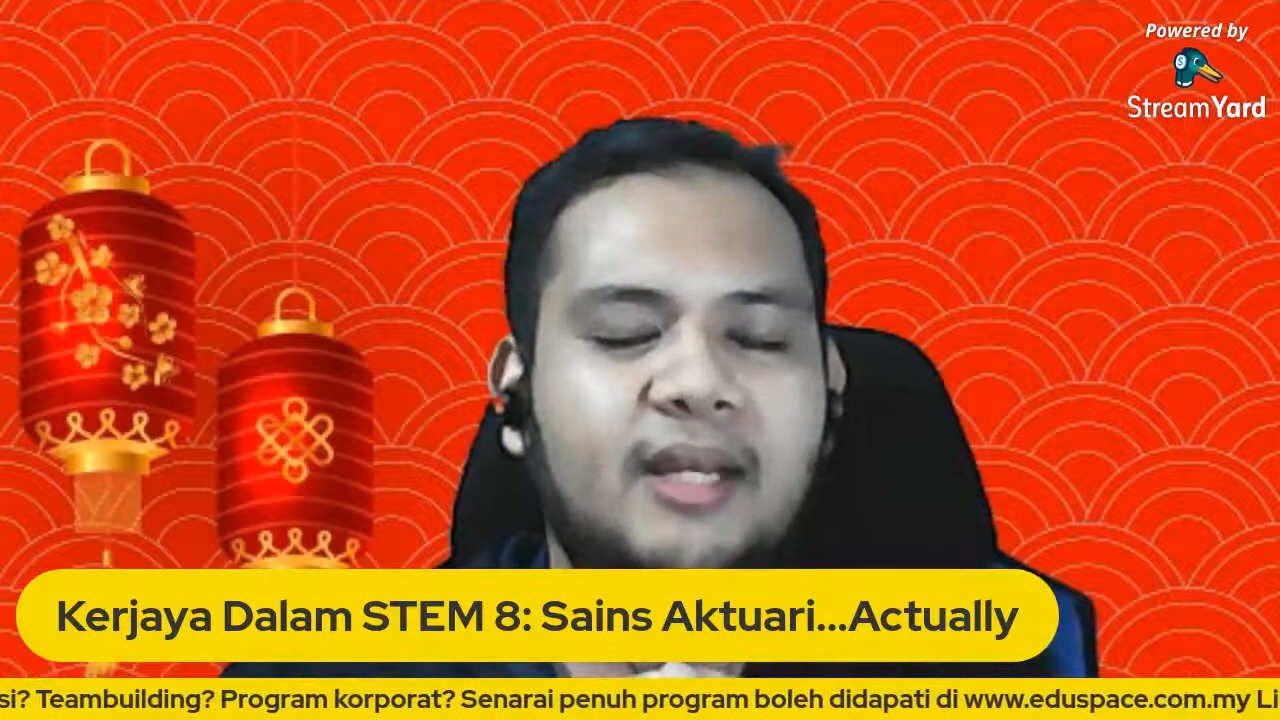 Powered by
StreamYard
Kerjaya Dalam STEM 8: Sains Aktuari...Actually
si? Teambuilding? Program korporat? Senarai penuh program boleh didapati di www.eduspace.com.my Li